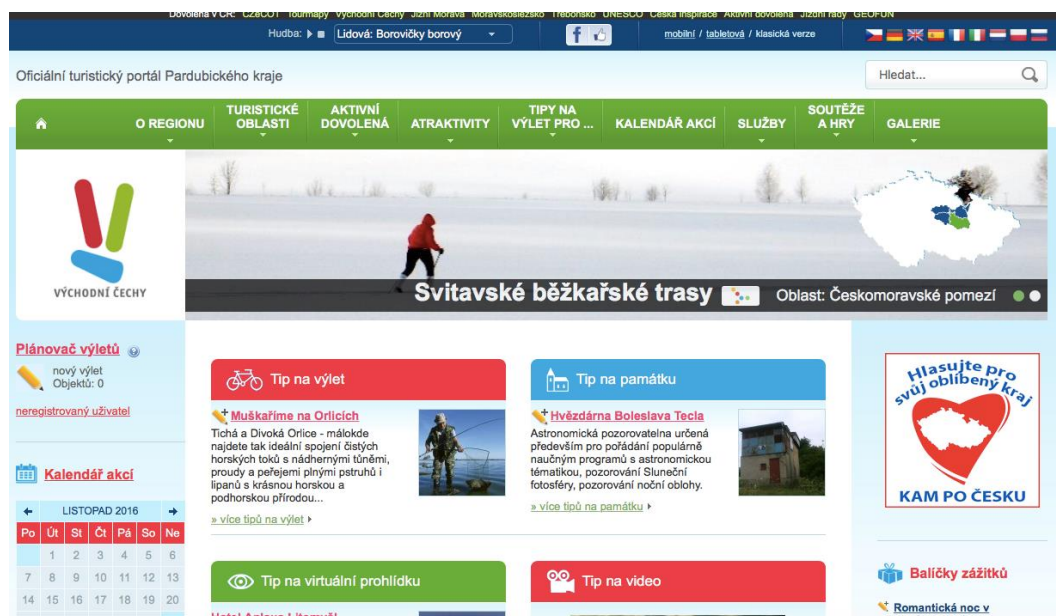 Dovolená v ČR: CZeCOT Tourmapy Východní Čechy Jižní Morava Moravskoslezsko Třeboňsko UNESCO Česká inspirace Aktivní dovolená Jízdní řády GEOFUN
Hudba:
Lidová: Borovičky borový
mobilní / tabletová / klasická verze
Oficiální turistický portál Pardubického kraje
Hledat...
O REGIONU
TURISTICKÉ
OBLASTI
AKTIVNÍ
DOVOLENÁ
ATRAKTIVITY
TIPY NA
VÝLET PRO ...
KALENDÁŘ AKCÍ
SLUŽBY
SOUTĚŽE
A HRY
GALERIE
VÝCHODNÍ ČECHY
Svitavské běžkařské trasy
Oblast: Českomoravské pomezí
Plánovač výletů
nový výlet
Objektů: 0
neregistrovaný uživatel
Kalendář akcí
LISTOPAD 2016
Po Út St Čt Pá So Ne
1 2 3 4 5 6
7 8 9 10 11 12 13
14 15 16 17 18 19 20
Tip na výlet
Muškaříme na Orlicích
Tichá a Divoká Orlice - málokde
najdete tak ideální spojení čistých
horských toků s nádhernými tůněmi,
proudy a peřejemi plnými pstruhů i
lipanů s krásnou horskou a
podhorskou přírodou...
» více tipů na výlet
Tip na památku
Hvězdárna Boleslava Tecla
Astronomická pozorovatelna určená
především pro pořádání populárně
naučným programů s astronomickou
tématikou, pozorování Sluneční
fotosféry, pozorování noční oblohy.
» více tipů na památku
Tip na virtuální prohlídku
Tip na video
Hlasujte pro
svůj oblíbený kraj
KAM PO ČESKU
Balíčky zážitků
Romantická noc v